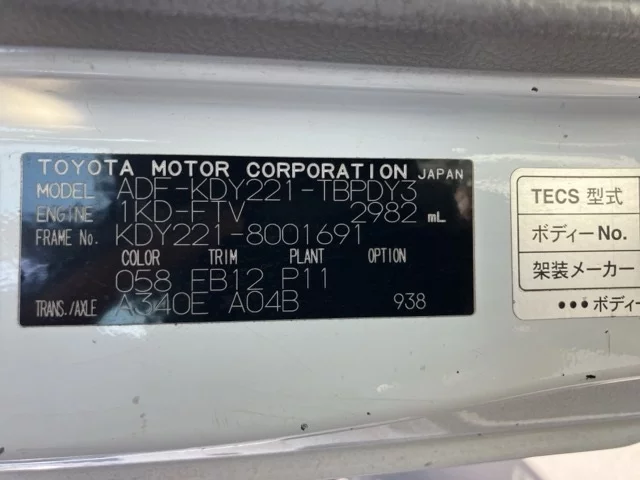 TOYOTA MOTOR CORPORATION JAPAN
MODEL ADF-KDY221-TBPDY3
ENGINE 1KD-FTV 2982 mL
FRAME No. KDY221-8001691
COLOR TRIM PLANT OPTION
058 FB12 P11
TRANS./AXLE A340E A04B 938
TECS 型式
ボディーNo.
架装メーカー
●●●ボディー